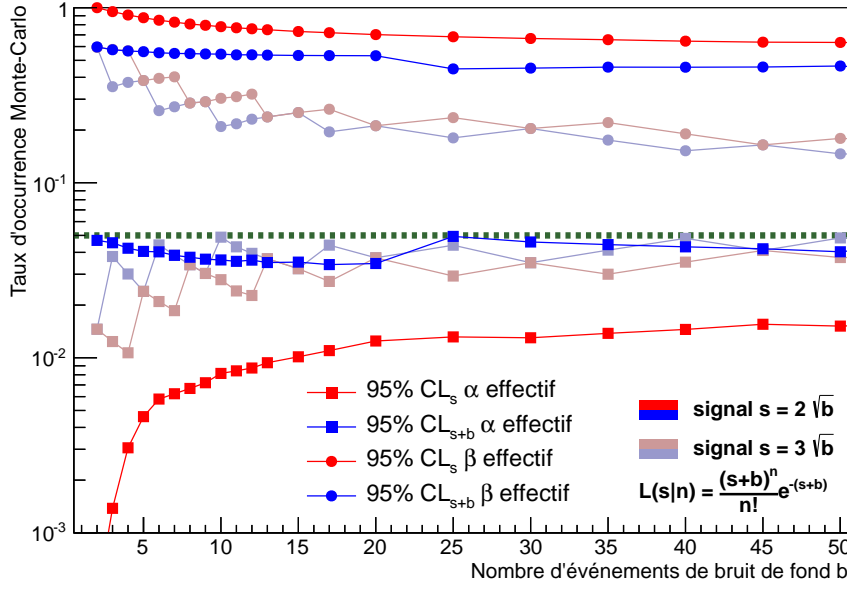 Taux d'occurrence Monte-Carlo
1
10⁻¹
10⁻²
10⁻³
95% CLₛ α effectif
95% CLₛ₊b α effectif
95% CLₛ β effectif
95% CLₛ₊b β effectif
signal s = 2 √b
signal s = 3 √b
L(s|n) = (s+b)ⁿ/n! e⁻⁽ˢ⁺ᵇ⁾
5 10 15 20 25 30 35 40 45 50
Nombre d'événements de bruit de fond b